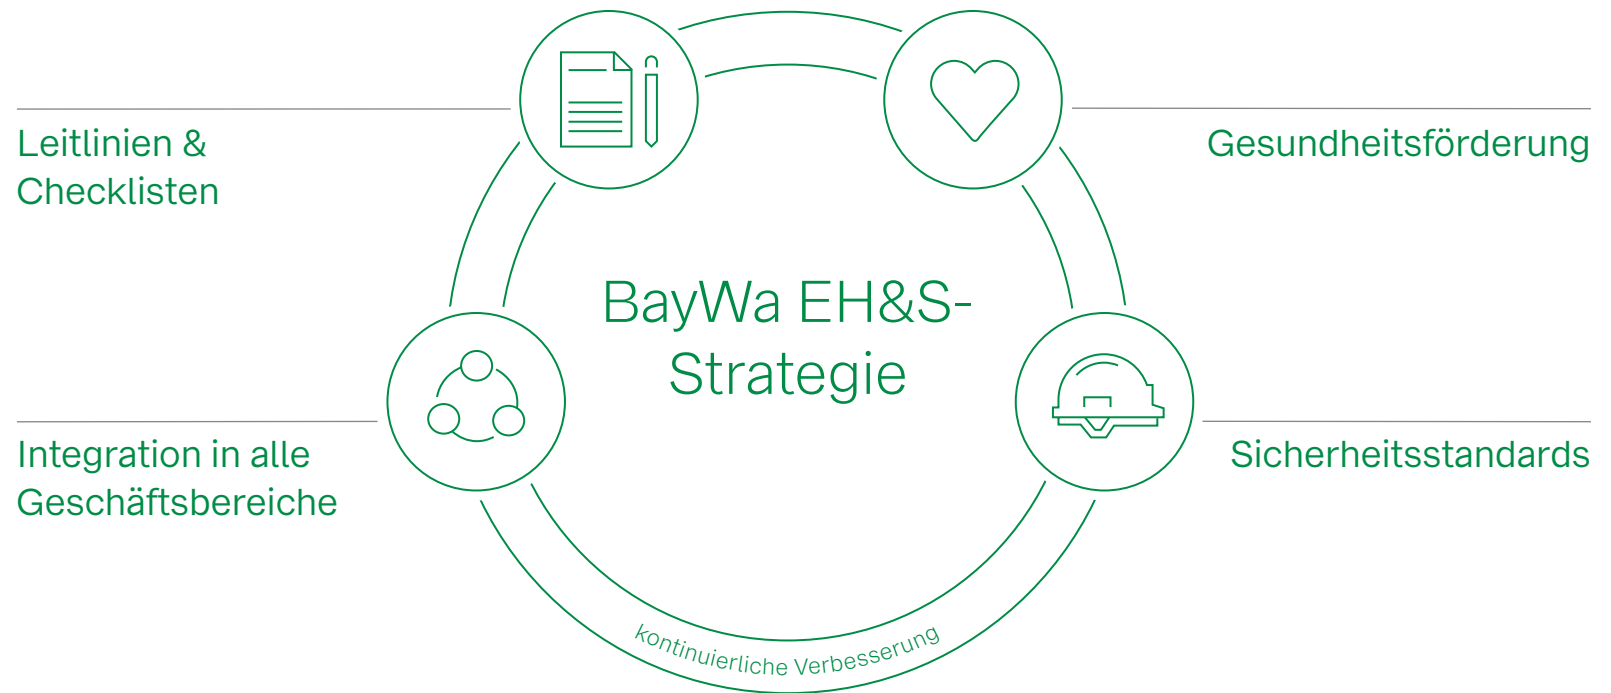 Leitlinien &
Checklisten
Gesundheitsförderung
BayWa EH&S-
Strategie
Integration in alle
Geschäftsbereiche
Sicherheitsstandards
kontinuierliche Verbesserung